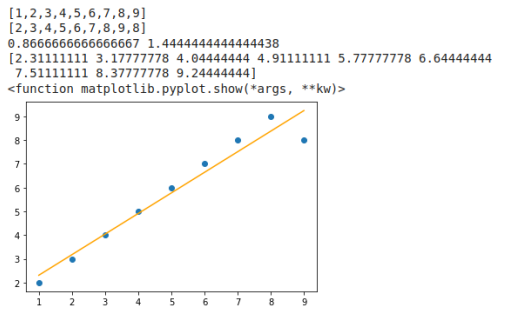 [1,2,3,4,5,6,7,8,9]
[2,3,4,5,6,7,8,9,8]
0.8666666666666667 1.4444444444444438
[2.31111111 3.17777778 4.04444444 4.91111111 5.77777778 6.64444444
7.51111111 8.37777778 9.24444444]
<function matplotlib.pyplot.show(*args, **kw)>
9
8
7
6
5
4
3
2
1 2 3 4 5 6 7 8 9